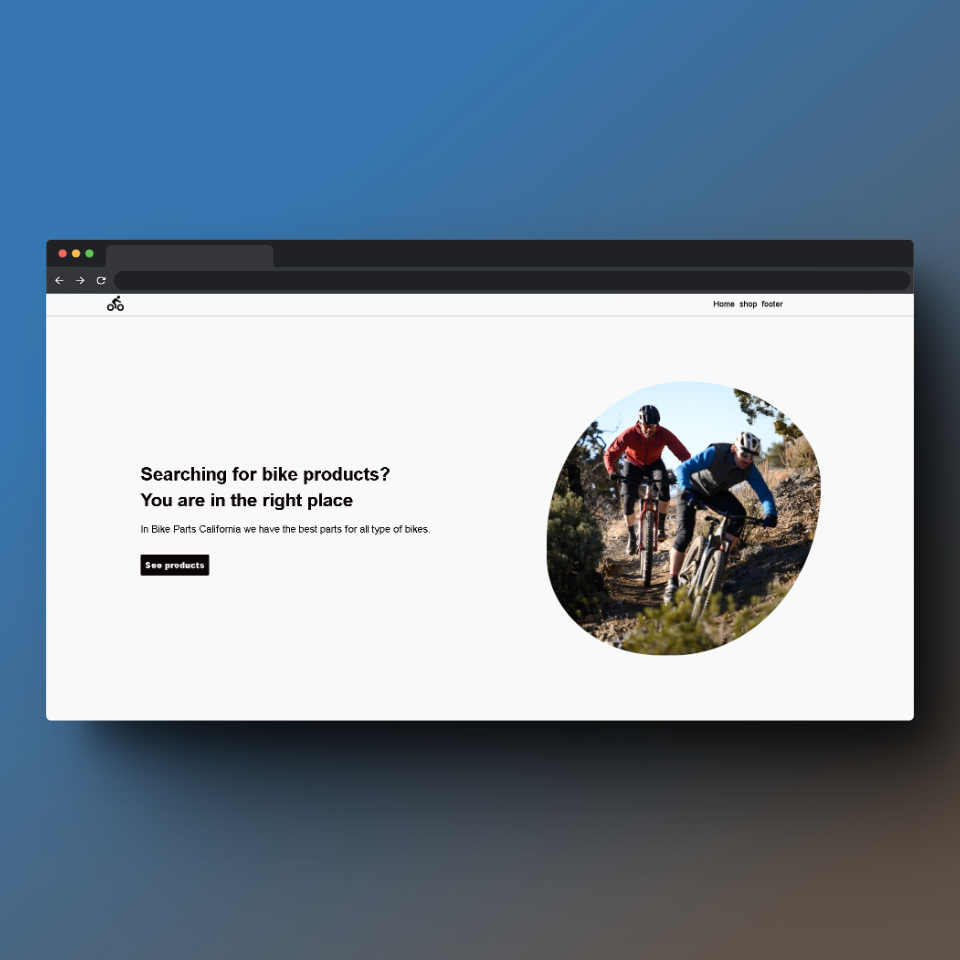 Home shop footer
Searching for bike products?
You are in the right place
In Bike Parts California we have the best parts for all type of bikes.
See products